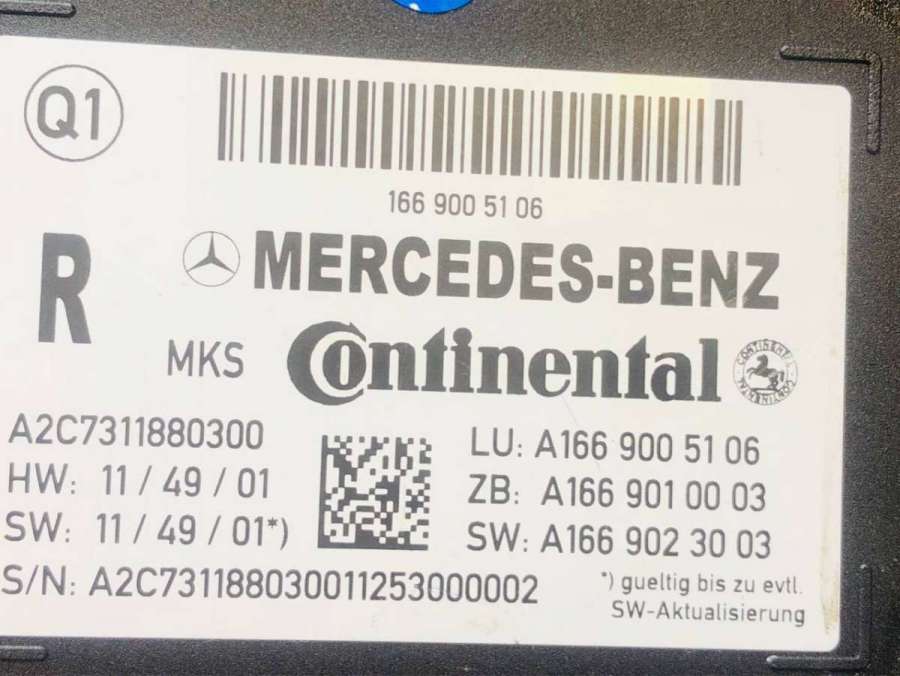 Q1
166 900 51 06
R
MERCEDES-BENZ
MKS
Continental
CONTINENTAL
CONTINENTAL
A2C7311880300
HW: 11 / 49 / 01
SW: 11 / 49 / 01*)
S/N: A2C73118803001125300002
LU: A166 900 51 06
ZB: A166 901 00 03
SW: A166 902 30 03
*) gueltig bis zu evtl.
SW-Aktualisierung